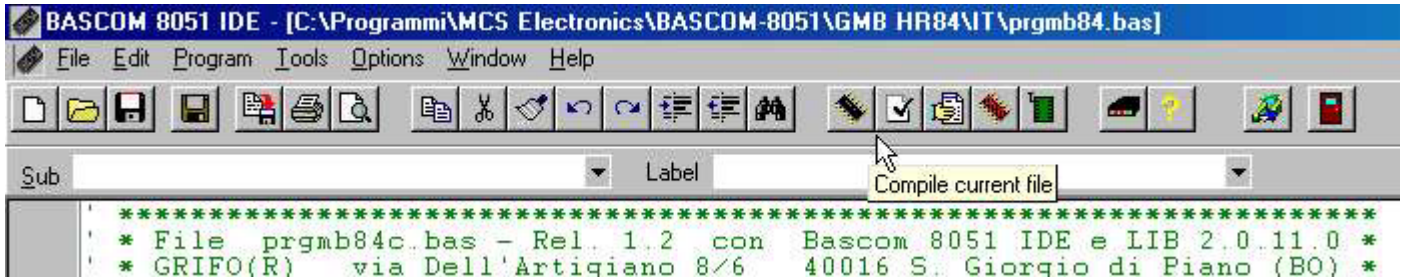 BASCOM 8051 IDE - [C:\Programmi\MCS Electronics\BASCOM-8051\GMB HR84\IT\prgmb84.bas]
File Edit Program Tools Options Window Help
Sub Label
Compile current file
' *******************************************************************
' * File prgmb84c.bas - Rel. 1.2 con Bascom 8051 IDE e LIB 2.0.11.0 *
' * GRIFO(R) via Dell'Artigiano 8/6 40016 S. Giorgio di Piano (BO) *